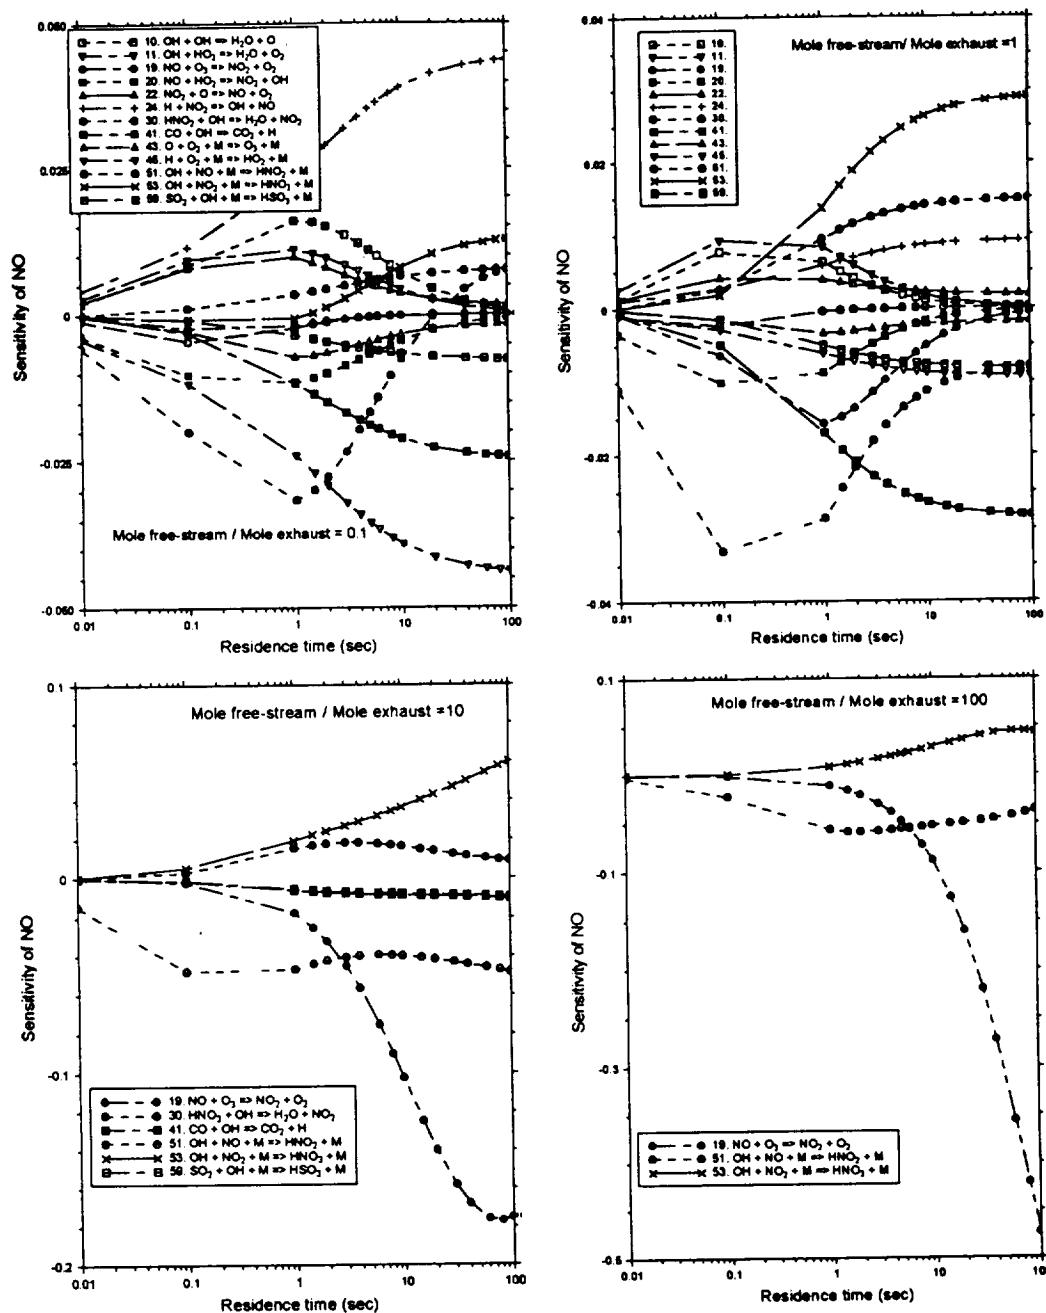 0.050
0.025
0
-0.025
-0.050
Sensitivity of NO
10. OH + OH => H₂O + O
11. OH + HO₂ => H₂O + O₂
19. NO + O₃ => NO₂ + O₂
20. NO + HO₂ => NO₂ + OH
22. NO₂ + O => NO + O₂
24. H + NO₂ => OH + NO
30. HNO₂ + OH => H₂O + NO₂
41. CO + OH => CO₂ + H
43. O + O₂ + M => O₃ + M
46. H + O₂ + M => HO₂ + M
51. OH + NO + M => HNO₂ + M
53. OH + NO₂ + M => HNO₃ + M
59. SO₂ + OH + M => HSO₃ + M
Mole free-stream / Mole exhaust = 0.1
0.01 0.1 1 10 100
Residence time (sec)
0.04
0.02
0
-0.02
-0.04
Sensitivity of NO
10.
11.
19.
20.
22.
24.
30.
41.
43.
51.
53.
59.
Mole free-stream/ Mole exhaust =1
0.01 0.1 1 10 100
Residence time (sec)
0.1
0
-0.1
-0.2
Sensitivity of NO
Mole free-stream / Mole exhaust =10
19. NO + O₃ => NO₂ + O₂
30. HNO₂ + OH => H₂O + NO₂
41. CO + OH => CO₂ + H
51. OH + NO + M => HNO₂ + M
53. OH + NO₂ + M => HNO₃ + M
59. SO₂ + OH + M => HSO₃ + M
0.01 0.1 1 10 100
Residence time (sec)
0.1
-0.1
-0.3
-0.5
Sensitivity of NO
Mole free-stream / Mole exhaust =100
19. NO + O₃ => NO₂ + O₂
51. OH + NO + M => HNO₂ + M
53. OH + NO₂ + M => HNO₃ + M
0.01 0.1 1 10 100
Residence time (sec)